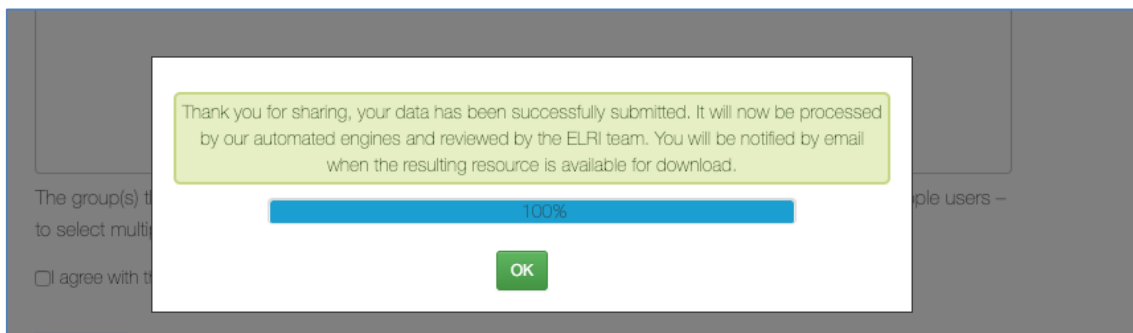 Thank you for sharing, your data has been successfully submitted. It will now be processed
by our automated engines and reviewed by the ELRI team. You will be notified by email
when the resulting resource is available for download.
The group(s)
100%
users –
to select
I agree with
OK